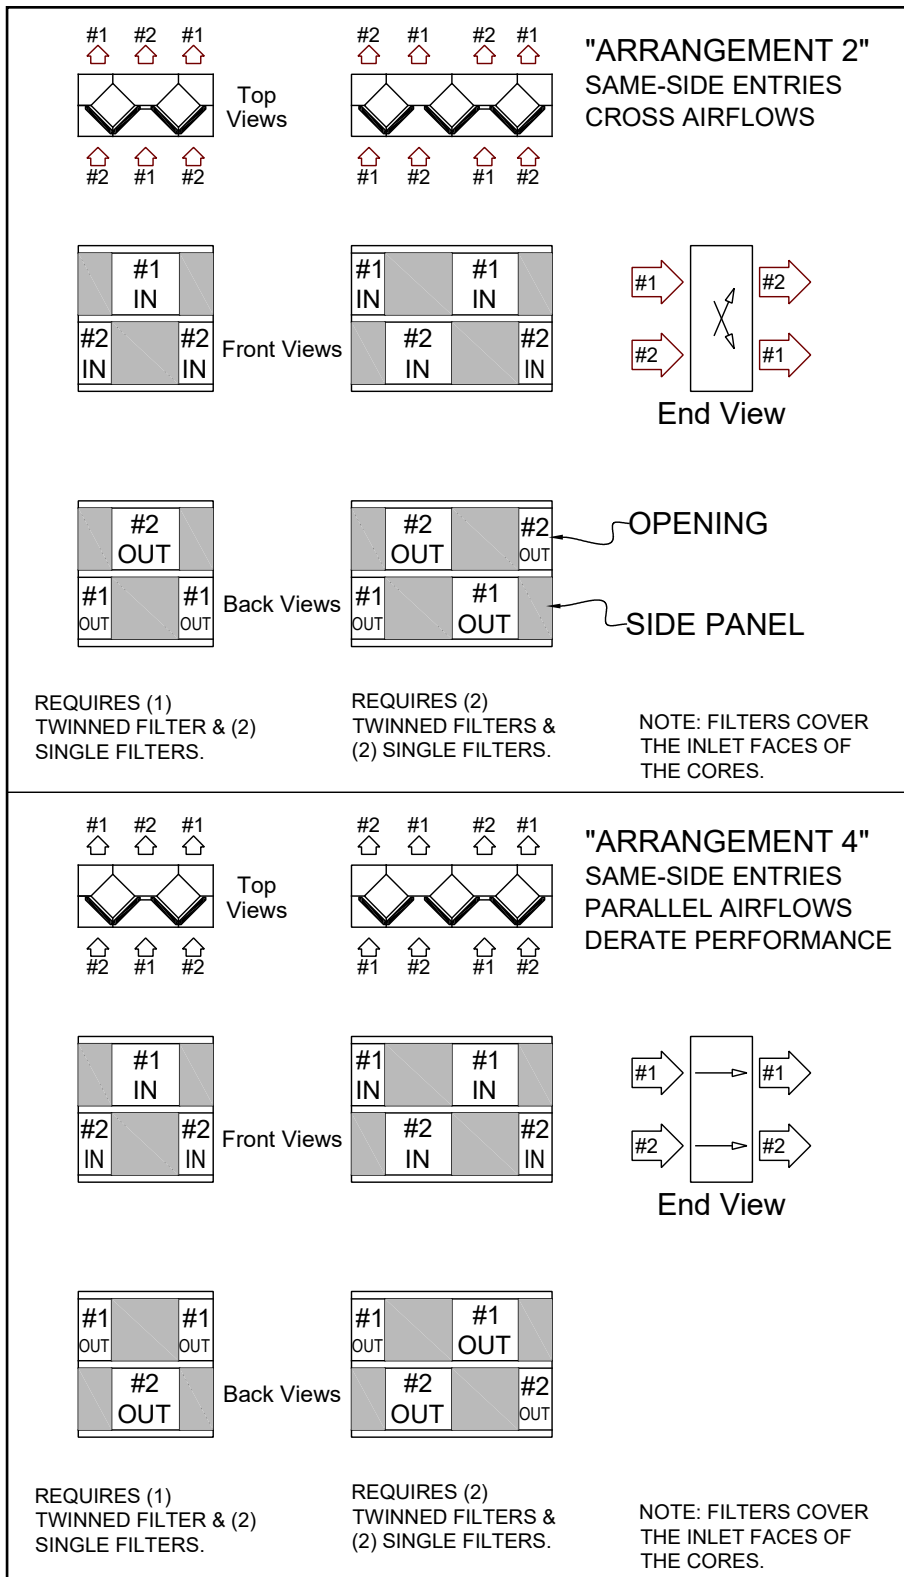 #1 #2 #1
#2 #1 #2 #1
"ARRANGEMENT 2"
SAME-SIDE ENTRIES
CROSS AIRFLOWS
Top
Views
#2 #1 #2
#1 #2 #1 #2
#1
IN
#2
IN
#2
IN
Front Views
#1
IN
#1
IN
#2
IN
#2
IN
#1
#2
#2
#1
End View
#2
OUT
#1
OUT
#1
OUT
Back Views
#2
OUT
#2
OUT
#1
OUT
#1
OUT
OPENING
SIDE PANEL
REQUIRES (1)
TWINNED FILTER & (2)
SINGLE FILTERS.
REQUIRES (2)
TWINNED FILTERS &
(2) SINGLE FILTERS.
NOTE: FILTERS COVER
THE INLET FACES OF
THE CORES.
#1 #2 #1
#2 #1 #2 #1
"ARRANGEMENT 4"
SAME-SIDE ENTRIES
PARALLEL AIRFLOWS
DERATE PERFORMANCE
Top
Views
#2 #1 #2
#1 #2 #1 #2
#1
IN
#2
IN
#2
IN
Front Views
#1
IN
#1
IN
#2
IN
#2
IN
#1
#1
#2
#2
End View
#1
OUT
#1
OUT
#2
OUT
Back Views
#1
OUT
#1
OUT
#2
OUT
#2
OUT
REQUIRES (1)
TWINNED FILTER & (2)
SINGLE FILTERS.
REQUIRES (2)
TWINNED FILTERS &
(2) SINGLE FILTERS.
NOTE: FILTERS COVER
THE INLET FACES OF
THE CORES.